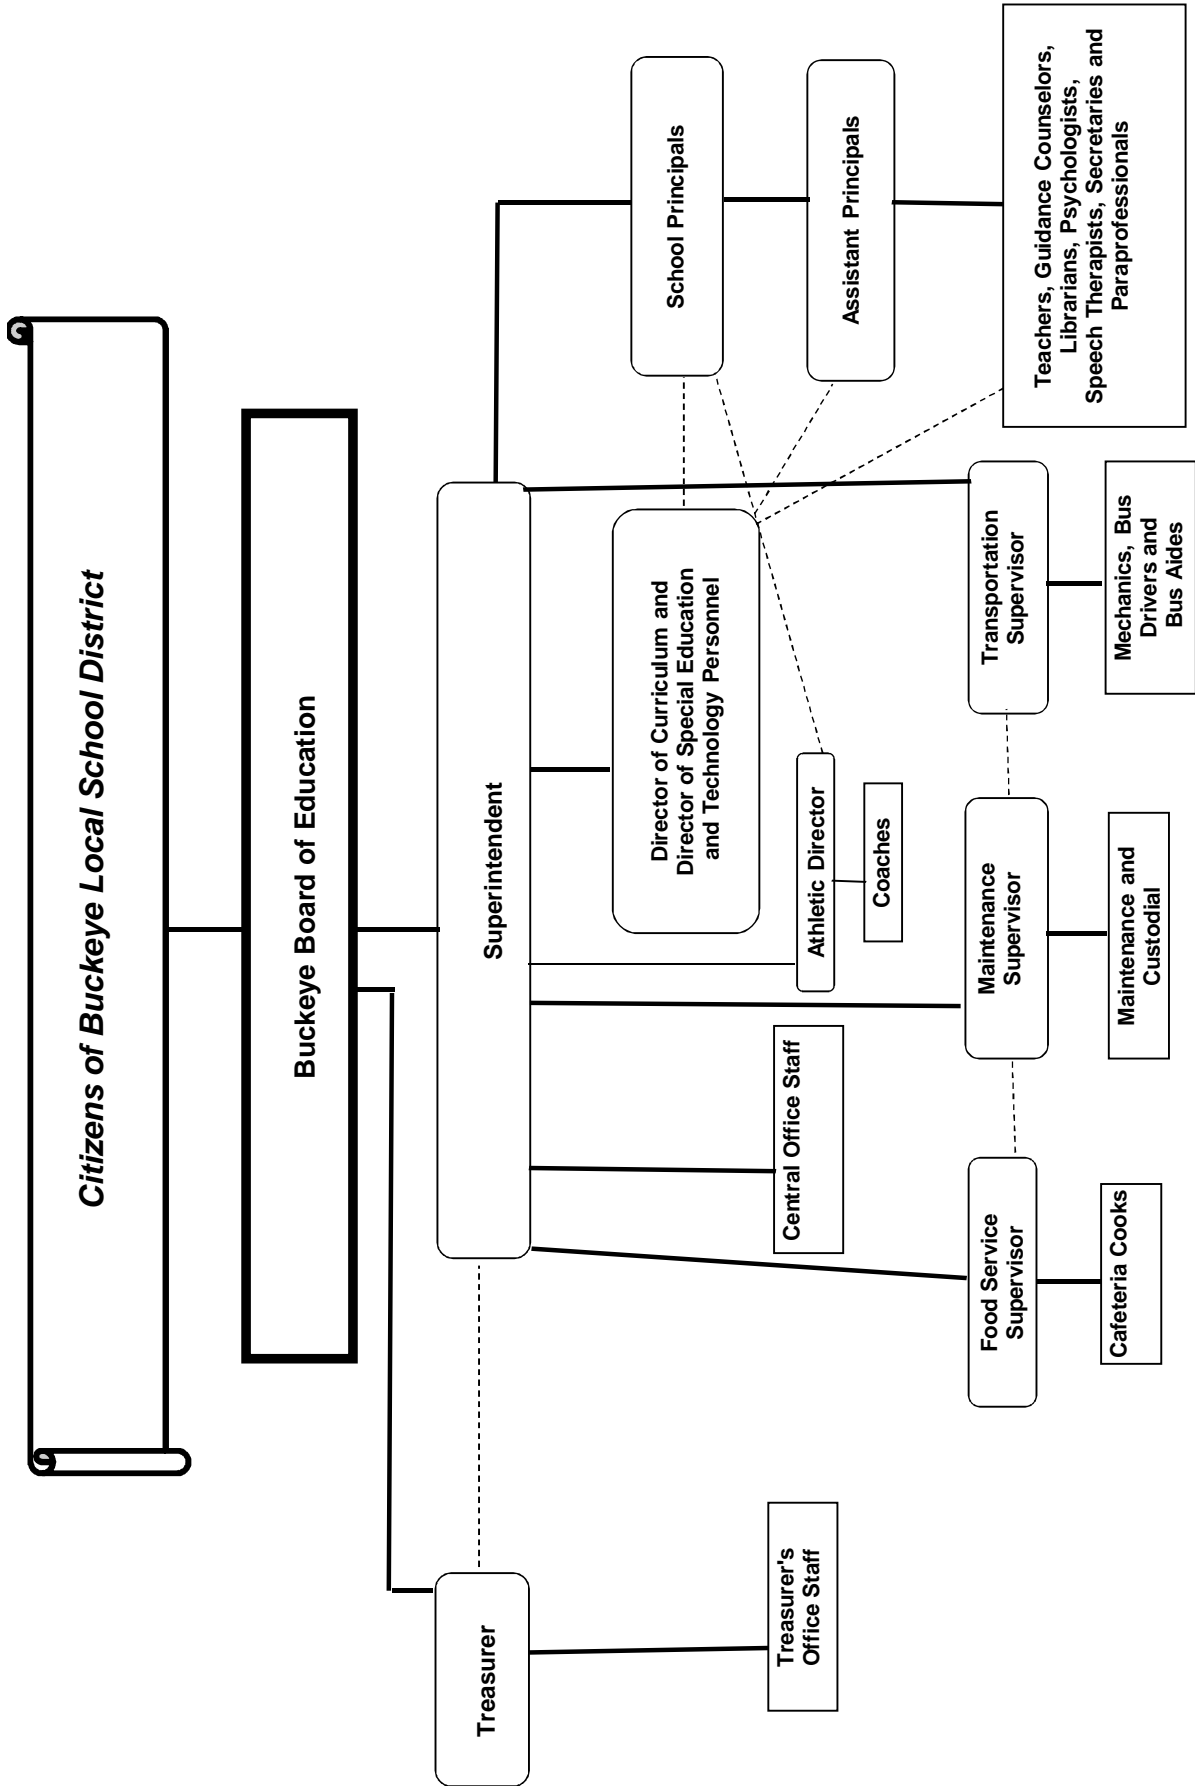 Citizens of Buckeye Local School District
Buckeye Board of Education
Treasurer
Superintendent
Treasurer's
Office Staff
Central Office Staff
Director of Curriculum and
Director of Special Education
and Technology Personnel
Athletic Director
Coaches
School Principals
Assistant Principals
Teachers, Guidance Counselors,
Librarians, Psychologists,
Speech Therapists, Secretaries and
Paraprofessionals
Food Service
Supervisor
Cafeteria Cooks
Maintenance
Supervisor
Maintenance and
Custodial
Transportation
Supervisor
Mechanics, Bus
Drivers and
Bus Aides